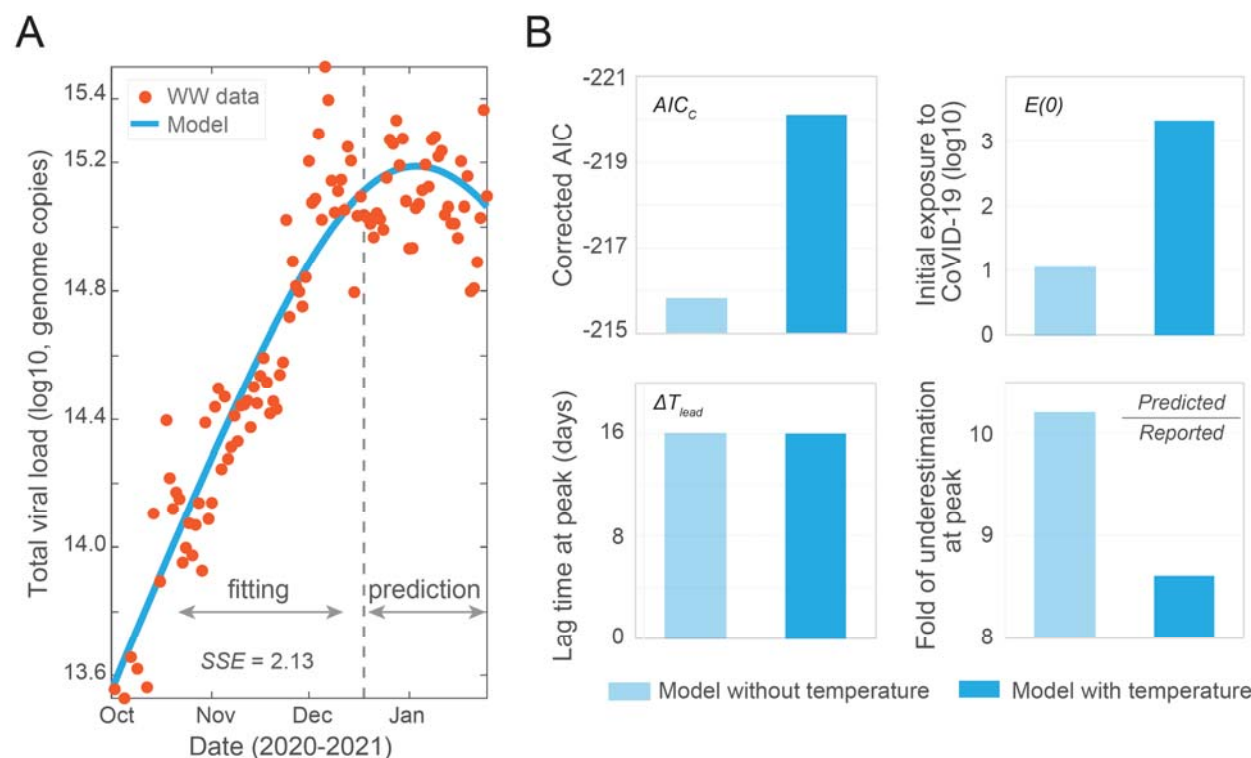 A
Total viral load (log10, genome copies)
15.4
15.2
14.8
14.4
14.0
13.6
WW data
Model
fitting
prediction
SSE = 2.13
Oct
Nov
Dec
Jan
Date (2020-2021)
B
Corrected AIC
-221
-219
-217
-215
AICc
Initial exposure to
CoVID-19 (log10)
3
2
1
0
E(0)
Lag time at peak (days)
16
8
0
ΔTlead
Fold of underestimation
at peak
10
9
8
Predicted
Reported
Model without temperature
Model with temperature